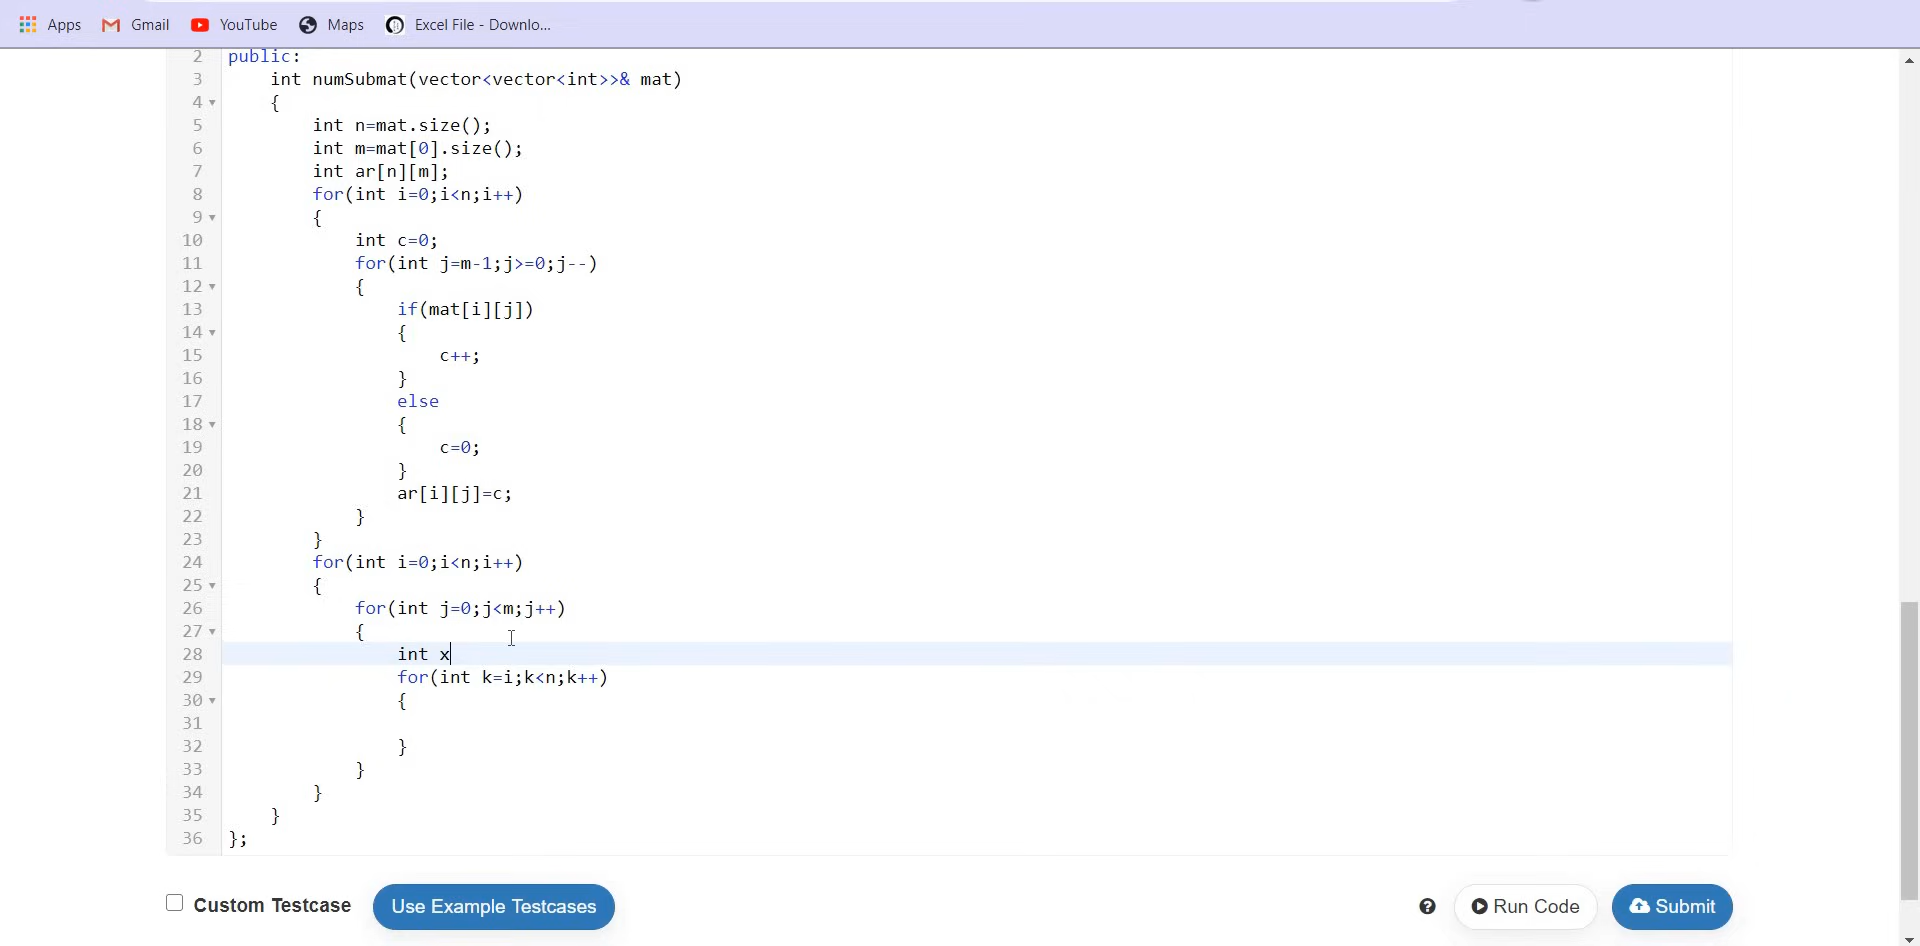 Apps Gmail YouTube Maps Excel File - Downlo...
2 public:
3 int numSubmat(vector<vector<int>>& mat)
4 {
5 int n=mat.size();
6 int m=mat[0].size();
7 int ar[n][m];
8 for(int i=0;i<n;i++)
9 {
10 int c=0;
11 for(int j=m-1;j>=0;j--)
12 {
13 if(mat[i][j])
14 {
15 c++;
16 }
17 else
18 {
19 c=0;
20 }
21 ar[i][j]=c;
22 }
23 }
24 for(int i=0;i<n;i++)
25 {
26 for(int j=0;j<m;j++)
27 {
28 int x
29 for(int k=i;k<n;k++)
30 {
31
32 }
33 }
34 }
35 }
36 };
Custom Testcase Use Example Testcases ? Run Code Submit